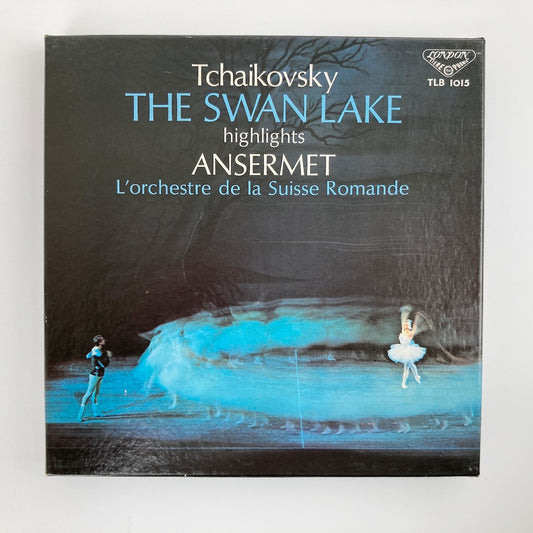 LONDON
TLB 1015
Tchaikovsky
THE SWAN LAKE
highlights
ANSERMET
L'orchestre de la Suisse Romande